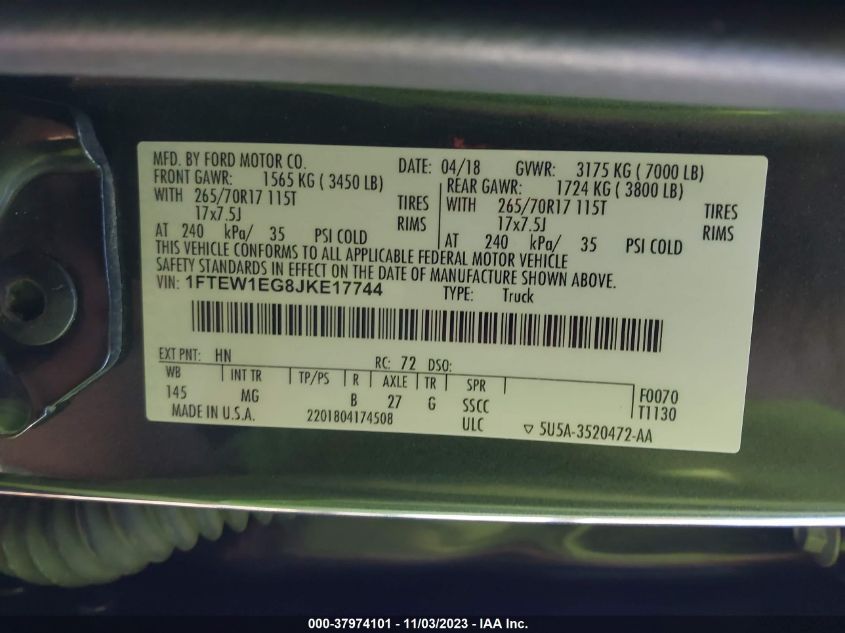 MFD. BY FORD MOTOR CO. DATE: 04/18 GVWR: 3175 KG ( 7000 LB)
FRONT GAWR: 1565 KG ( 3450 LB) REAR GAWR: 1724 KG ( 3800 LB)
WITH 265/70R17 115T TIRES WITH 265/70R17 115T TIRES
17x7.5J RIMS 17x7.5J RIMS
AT 240 kPa/ 35 PSI COLD AT 240 kPa/ 35 PSI COLD
THIS VEHICLE CONFORMS TO ALL APPLICABLE FEDERAL MOTOR VEHICLE
SAFETY STANDARDS IN EFFECT ON THE DATE OF MANUFACTURE SHOWN ABOVE.
VIN: 1FTEW1EG8JKE17744 TYPE: Truck
EXT PNT: HN RC: 72 DSO:
WB INT TR TP/PS R AXLE TR SPR F0070
145 MG B 27 G SSCC T1130
MADE IN U.S.A. 2201804174508 ULC ▽ 5U5A-3520472-AA
000-37974101 - 11/03/2023 - IAA Inc.